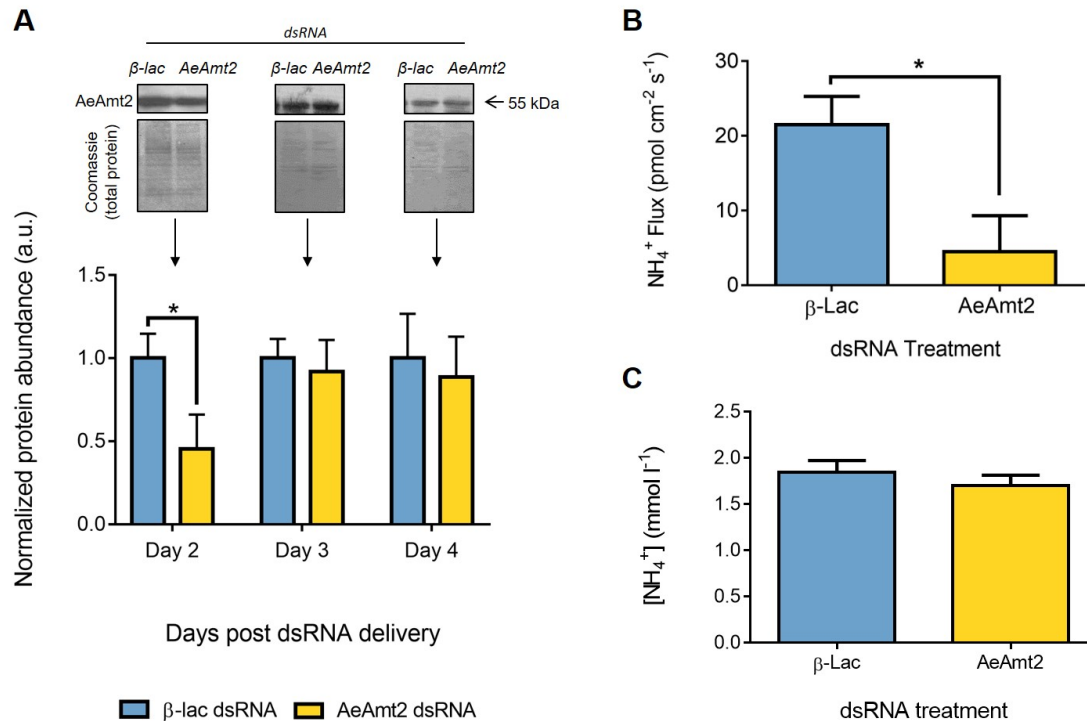 A
dsRNA
β-lac AeAmt2 β-lac AeAmt2 β-lac AeAmt2
AeAmt2
← 55 kDa
Coomassie
(total protein)
Normalized protein abundance (a.u.)
1.5
1.0
0.5
0.0
*
Day 2 Day 3 Day 4
Days post dsRNA delivery
β-lac dsRNA AeAmt2 dsRNA
B
NH₄⁺ Flux (pmol cm⁻² s⁻¹)
30
20
10
0
*
β-Lac AeAmt2
dsRNA Treatment
C
[NH₄⁺] (mmol l⁻¹)
2.5
2.0
1.5
1.0
0.5
0.0
β-Lac AeAmt2
dsRNA treatment